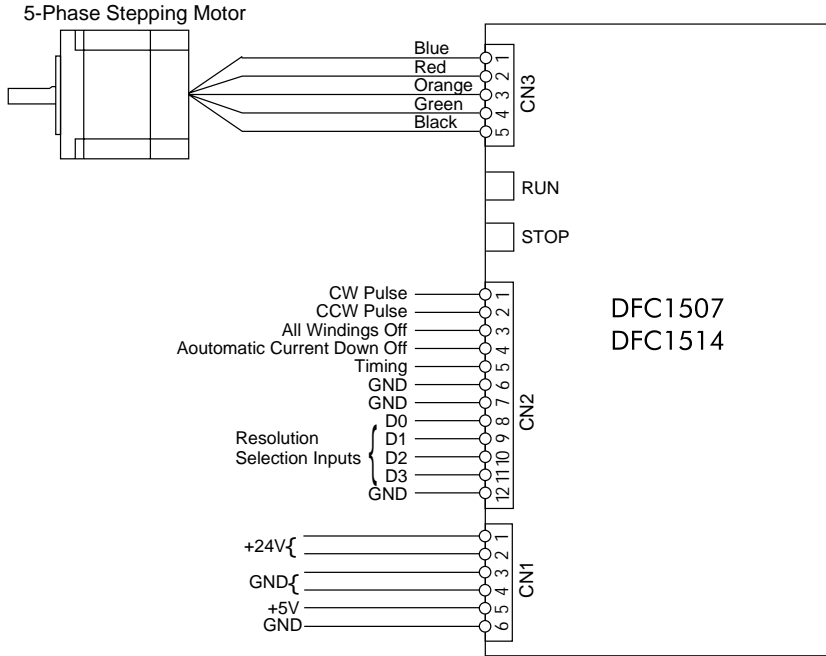 5-Phase Stepping Motor
Blue 1
Red 2
Orange 3
Green 4
Black 5
CN3
RUN
STOP
DFC1507
DFC1514
CW Pulse 1
CCW Pulse 2
All Windings Off 3
Aoutomatic Current Down Off 4
Timing 5
GND 6
GND 7
Resolution
Selection Inputs
D0 8
D1 9
D2 10
D3 11
GND 12
CN2
+24V{ 1
2
GND{ 3
4
+5V 5
GND 6
CN1